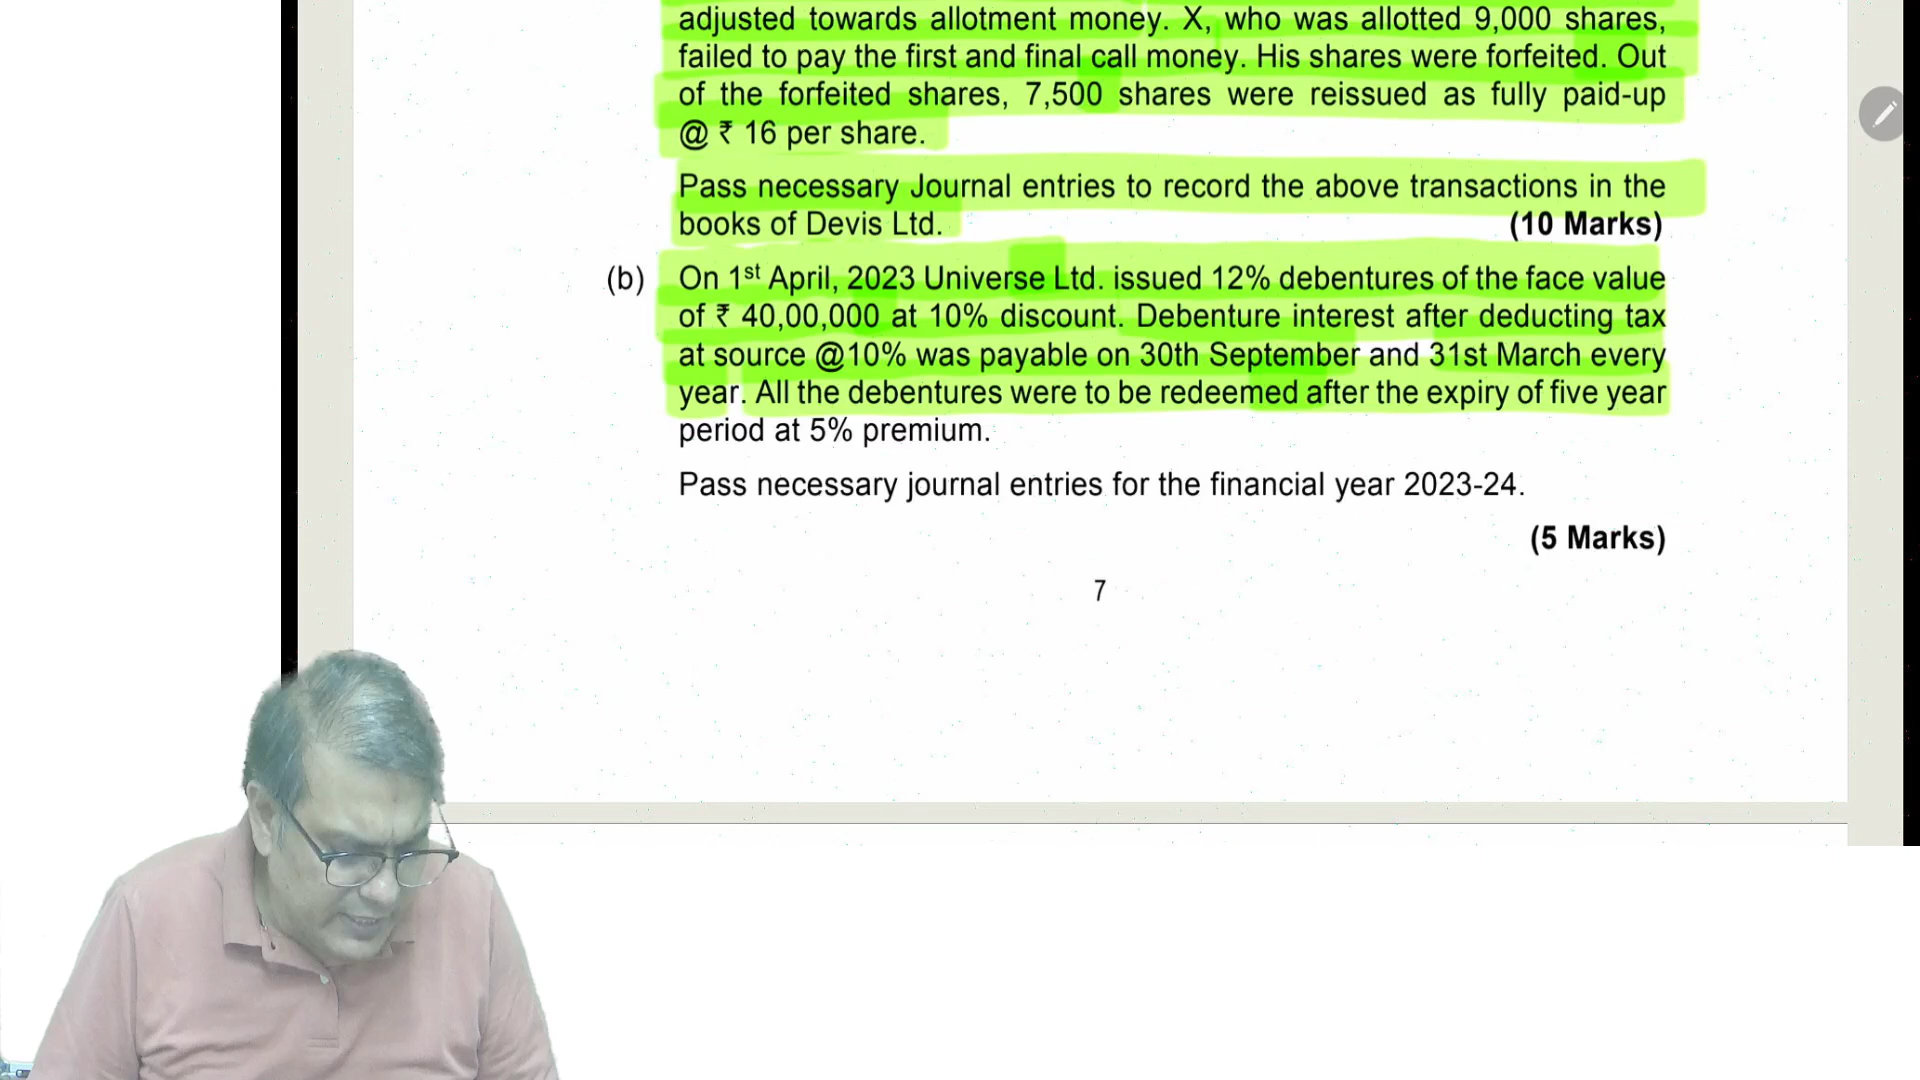 adjusted towards allotment money. X, who was allotted 9,000 shares,
failed to pay the first and final call money. His shares were forfeited. Out
of the forfeited shares, 7,500 shares were reissued as fully paid-up
@ ₹ 16 per share.
Pass necessary Journal entries to record the above transactions in the
books of Devis Ltd. (10 Marks)
(b) On 1st April, 2023 Universe Ltd. issued 12% debentures of the face value
of ₹ 40,00,000 at 10% discount. Debenture interest after deducting tax
at source @10% was payable on 30th September and 31st March every
year. All the debentures were to be redeemed after the expiry of five year
period at 5% premium.
Pass necessary journal entries for the financial year 2023-24.
(5 Marks)
7